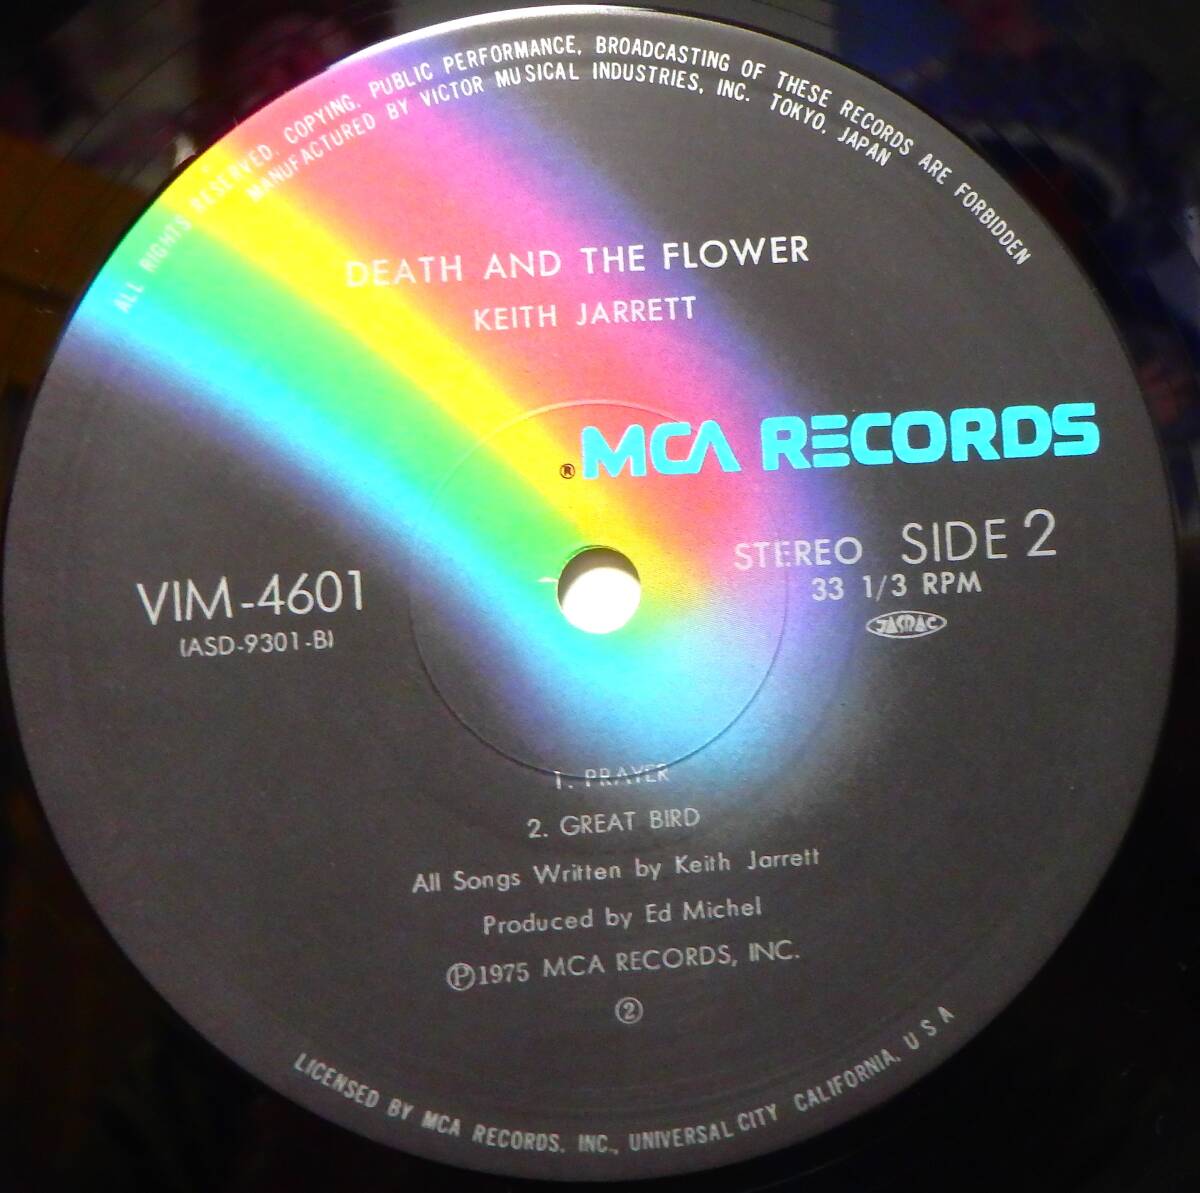 ALL RIGHTS RESERVED. COPYING. PUBLIC PERFORMANCE, BROADCASTING OF THESE RECORDS ARE FORBIDDEN
MANUFACTURED BY VICTOR MUSICAL INDUSTRIES, INC. TOKYO, JAPAN
DEATH AND THE FLOWER
KEITH JARRETT
® MCA RECORDS
STEREO SIDE 2
33 1/3 RPM
JASRAC
VIM-4601
(ASD-9301-B)
1. PRAYER
2. GREAT BIRD
All Songs Written by Keith Jarrett
Produced by Ed Michel
℗1975 MCA RECORDS, INC.
②
LICENSED BY MCA RECORDS, INC., UNIVERSAL CITY CALIFORNIA, U S A